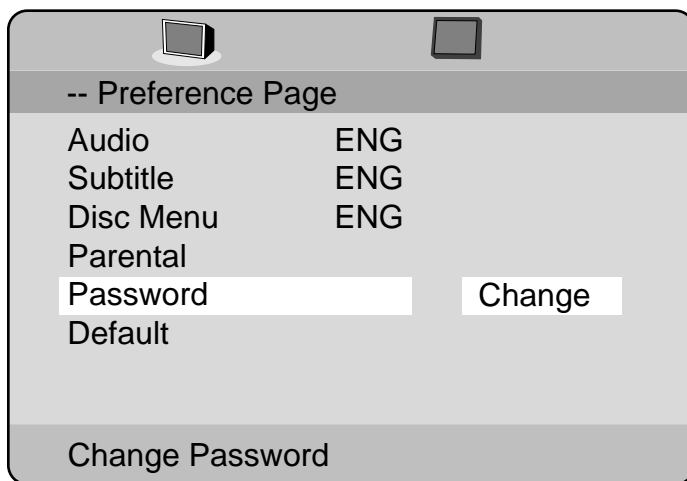 -- Preference Page
Audio ENG
Subtitle ENG
Disc Menu ENG
Parental
Password Change
Default
Change Password